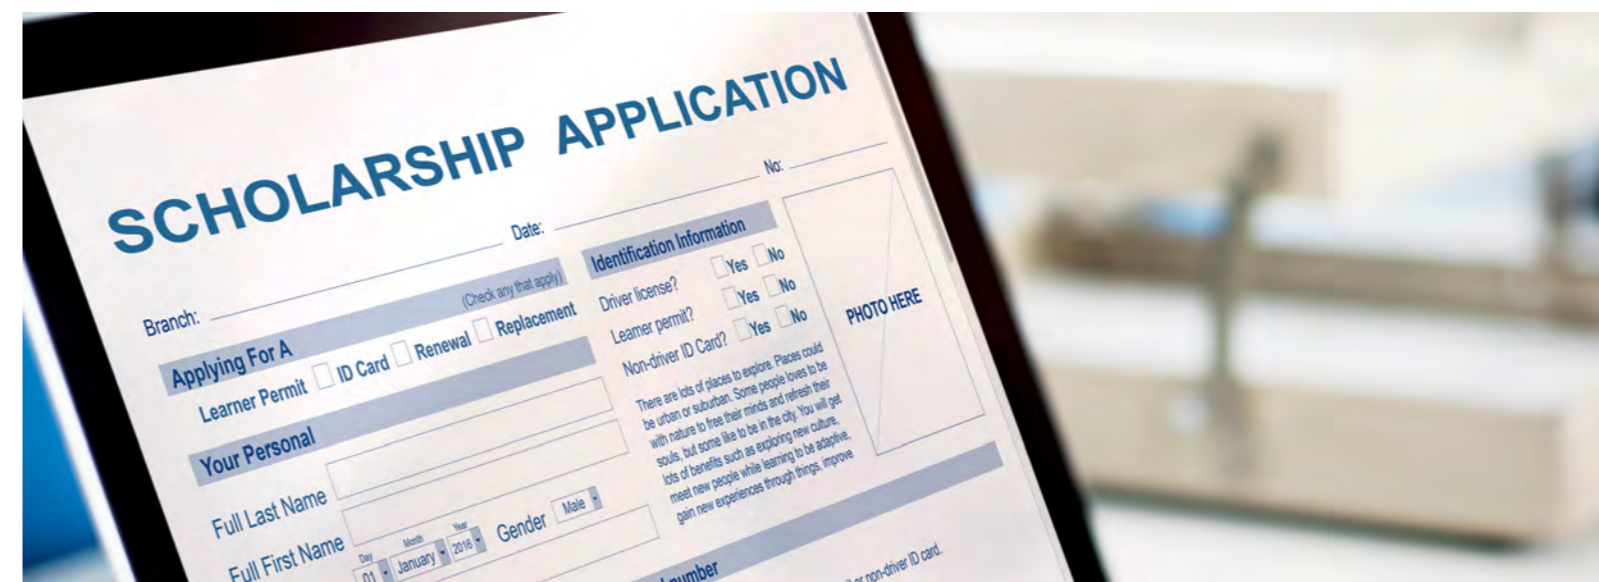 SCHOLARSHIP APPLICATION
Branch: Date: No:
Applying For A (Check any that apply)
Learner Permit ID Card Renewal Replacement
Your Personal
Full Last Name
Full First Name
Day Month Year
01 January 2016 Gender Male
Identification Information
Driver license? Yes No
Learner permit? Yes No
Non-driver ID Card? Yes No
There are lots of places to explore. Places could
be urban or suburban. Some people loves to be
with nature to free their minds and refresh their
souls, but some like to be in the city. You will get
lots of benefits such as exploring new culture,
meet new people while learning to be adaptive,
gain new experiences through things, improve
PHOTO HERE
number
or non-driver ID card.